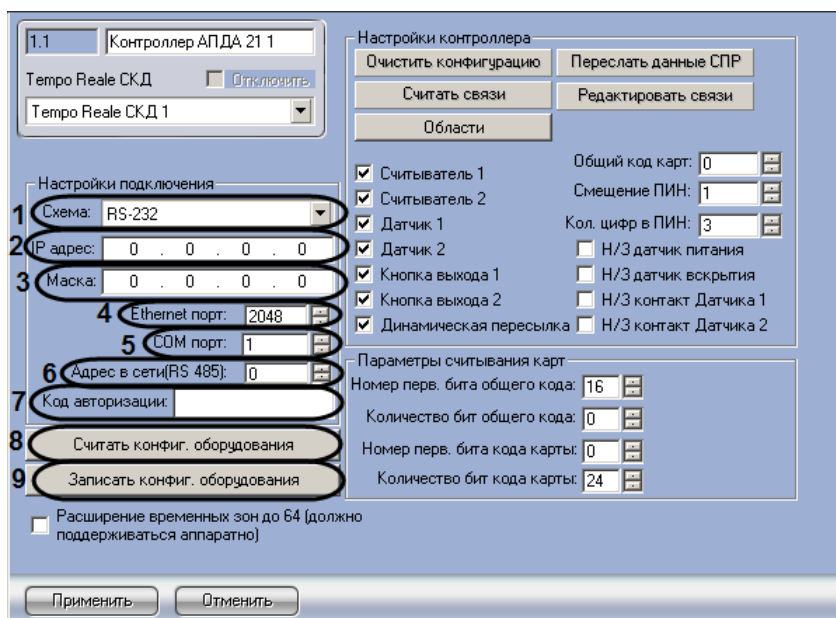 1.1 Контроллер АПДА 21 1
Tempo Reale СКД Отключить
Tempo Reale СКД 1
Настройки подключения
1 Схема: RS-232
2 IP адрес: 0 . 0 . 0 . 0
3 Маска: 0 . 0 . 0 . 0
4 Ethernet порт: 2048
5 COM порт: 1
6 Адрес в сети(RS 485): 0
7 Код авторизации:
8 Считать конфиг. оборудования
9 Записать конфиг. оборудования
Расширение временных зон до 64 (должно
поддерживаться аппаратно)
Настройки контроллера
Очистить конфигурацию Переслать данные СПР
Считать связи Редактировать связи
Области
Считыватель 1
Считыватель 2
Датчик 1
Датчик 2
Кнопка выхода 1
Кнопка выхода 2
Динамическая пересылка
Общий код карт: 0
Смещение ПИН: 1
Кол. цифр в ПИН: 3
Н/З датчик питания
Н/З датчик вскрытия
Н/З контакт Датчика 1
Н/З контакт Датчика 2
Параметры считывания карт
Номер перв. бита общего кода: 16
Количество бит общего кода: 0
Номер перв. бита кода карты: 0
Количество бит кода карты: 24
Применить Отменить